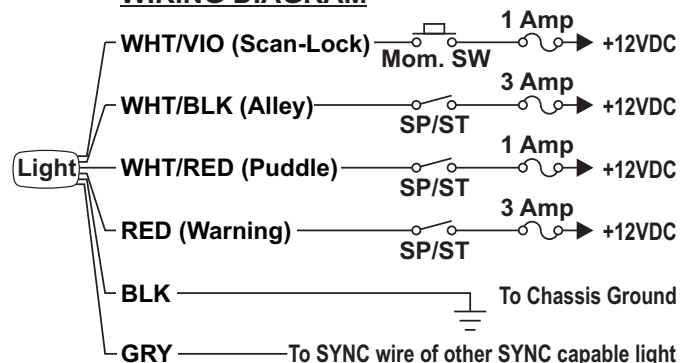 WIRING DIAGRAM
WHT/VIO (Scan-Lock) Mom. SW 1 Amp +12VDC
WHT/BLK (Alley) SP/ST 3 Amp +12VDC
Light
WHT/RED (Puddle) SP/ST 1 Amp +12VDC
RED (Warning) SP/ST 3 Amp +12VDC
BLK To Chassis Ground
GRY To SYNC wire of other SYNC capable light